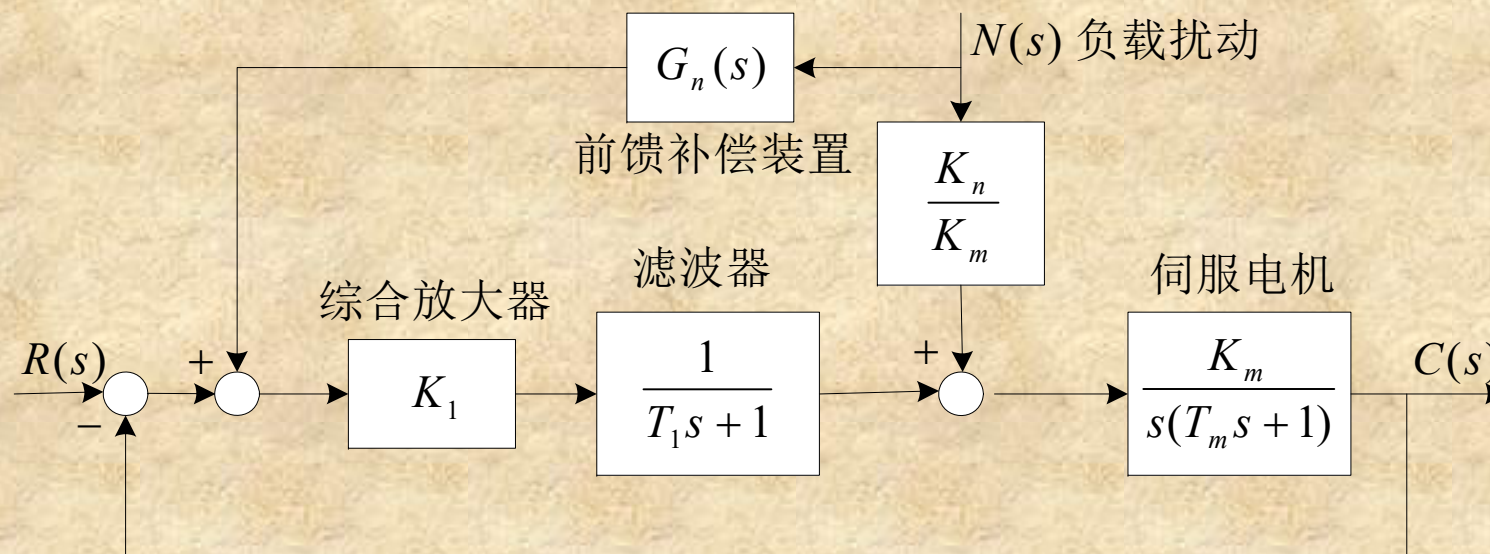 N(s) 负载扰动
G_n(s)
前馈补偿装置
K_n
K_m
滤波器
伺服电机
综合放大器
R(s)
+
K_1
1
T_1s+1
+
K_m
s(T_ms+1)
C(s)
−